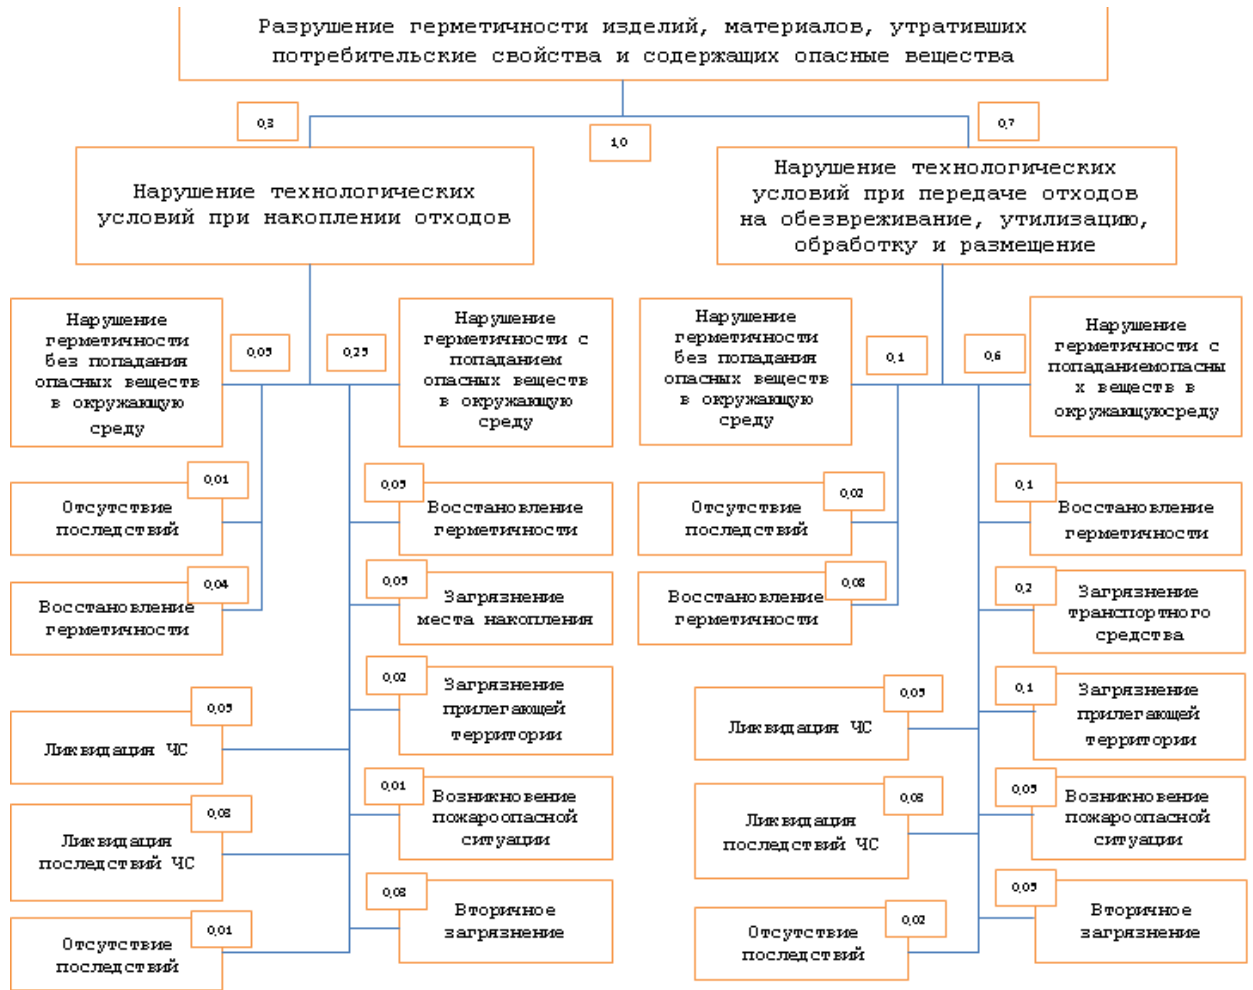 Разрушение герметичности изделий, материалов, утративших
потребительские свойства и содержащих опасные вещества
0,3
1,0
0,7
Нарушение технологических
условий при накоплении отходов
Нарушение технологических
условий при передаче отходов
на обезвреживание, утилизацию,
обработку и размещение
Нарушение
герметичности
без попадания
опасных веществ
в окружающую
среду
0,05
0,25
Нарушение
герметичности с
попаданием
опасных веществ
в окружающую
среду
Нарушение
герметичности
без попадания
опасных веществ
в окружающую
среду
0,1
0,6
Нарушение
герметичности с
попаданиемопасны
х веществ в
окружающуюсреду
0,01
Отсутствие
последствий
0,04
Восстановление
герметичности
0,05
Ликвидация ЧС
0,08
Ликвидация
последствий ЧС
0,01
Отсутствие
последствий
0,05
Восстановление
герметичности
0,05
Загрязнение
места накопления
0,02
Загрязнение
прилегающей
территории
0,01
Возникновение
пожароопасной
ситуации
0,08
Вторичное
загрязнение
0,02
Отсутствие
последствий
0,08
Восстановление
герметичности
0,05
Ликвидация ЧС
0,08
Ликвидация
последствий ЧС
0,02
Отсутствие
последствий
0,1
Восстановление
герметичности
0,2
Загрязнение
транспортного
средства
0,1
Загрязнение
прилегающей
территории
0,05
Возникновение
пожароопасной
ситуации
0,05
Вторичное
загрязнение